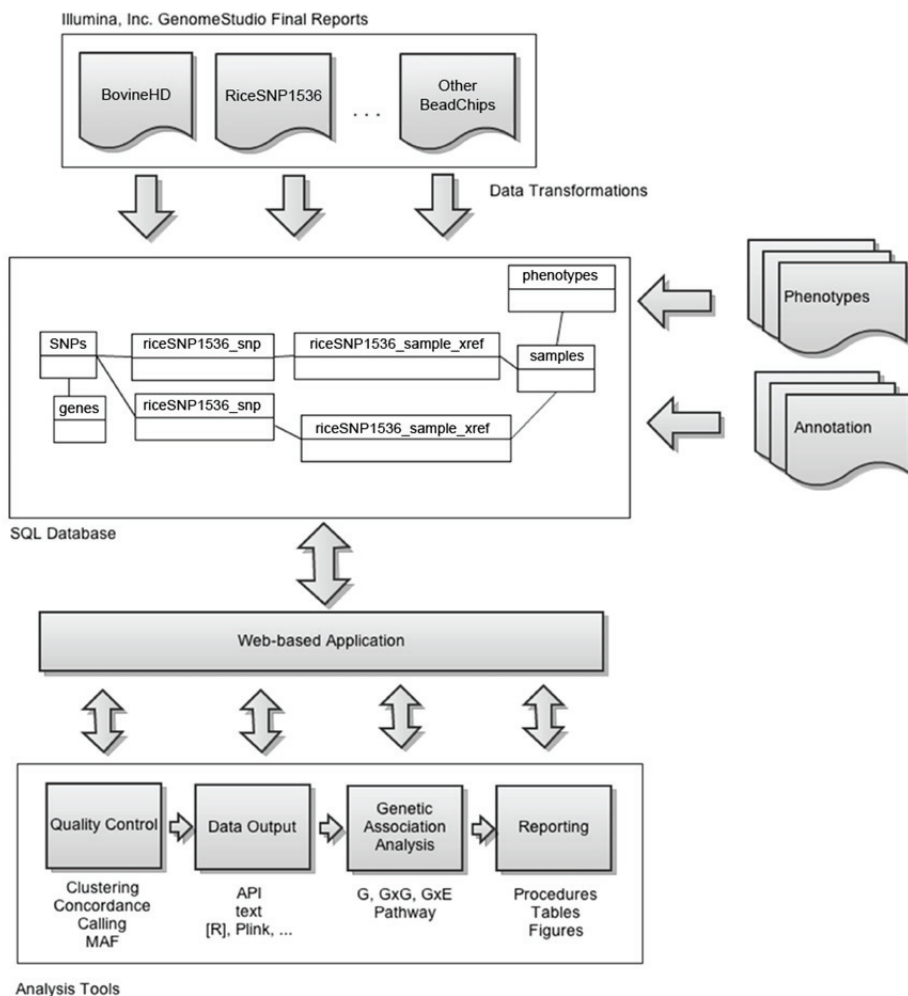 Illumina, Inc. GenomeStudio Final Reports
BovineHD
RiceSNP1536
. . .
Other
BeadChips
Data Transformations
phenotypes
Phenotypes
SNPs
riceSNP1536_snp
riceSNP1536_sample_xref
samples
genes
riceSNP1536_snp
riceSNP1536_sample_xref
Annotation
SQL Database
Web-based Application
Quality Control
Data Output
Genetic
Association
Analysis
Reporting
Clustering
Concordance
Calling
MAF
API
text
[R], Plink, ...
G, GxG, GxE
Pathway
Procedures
Tables
Figures
Analysis Tools